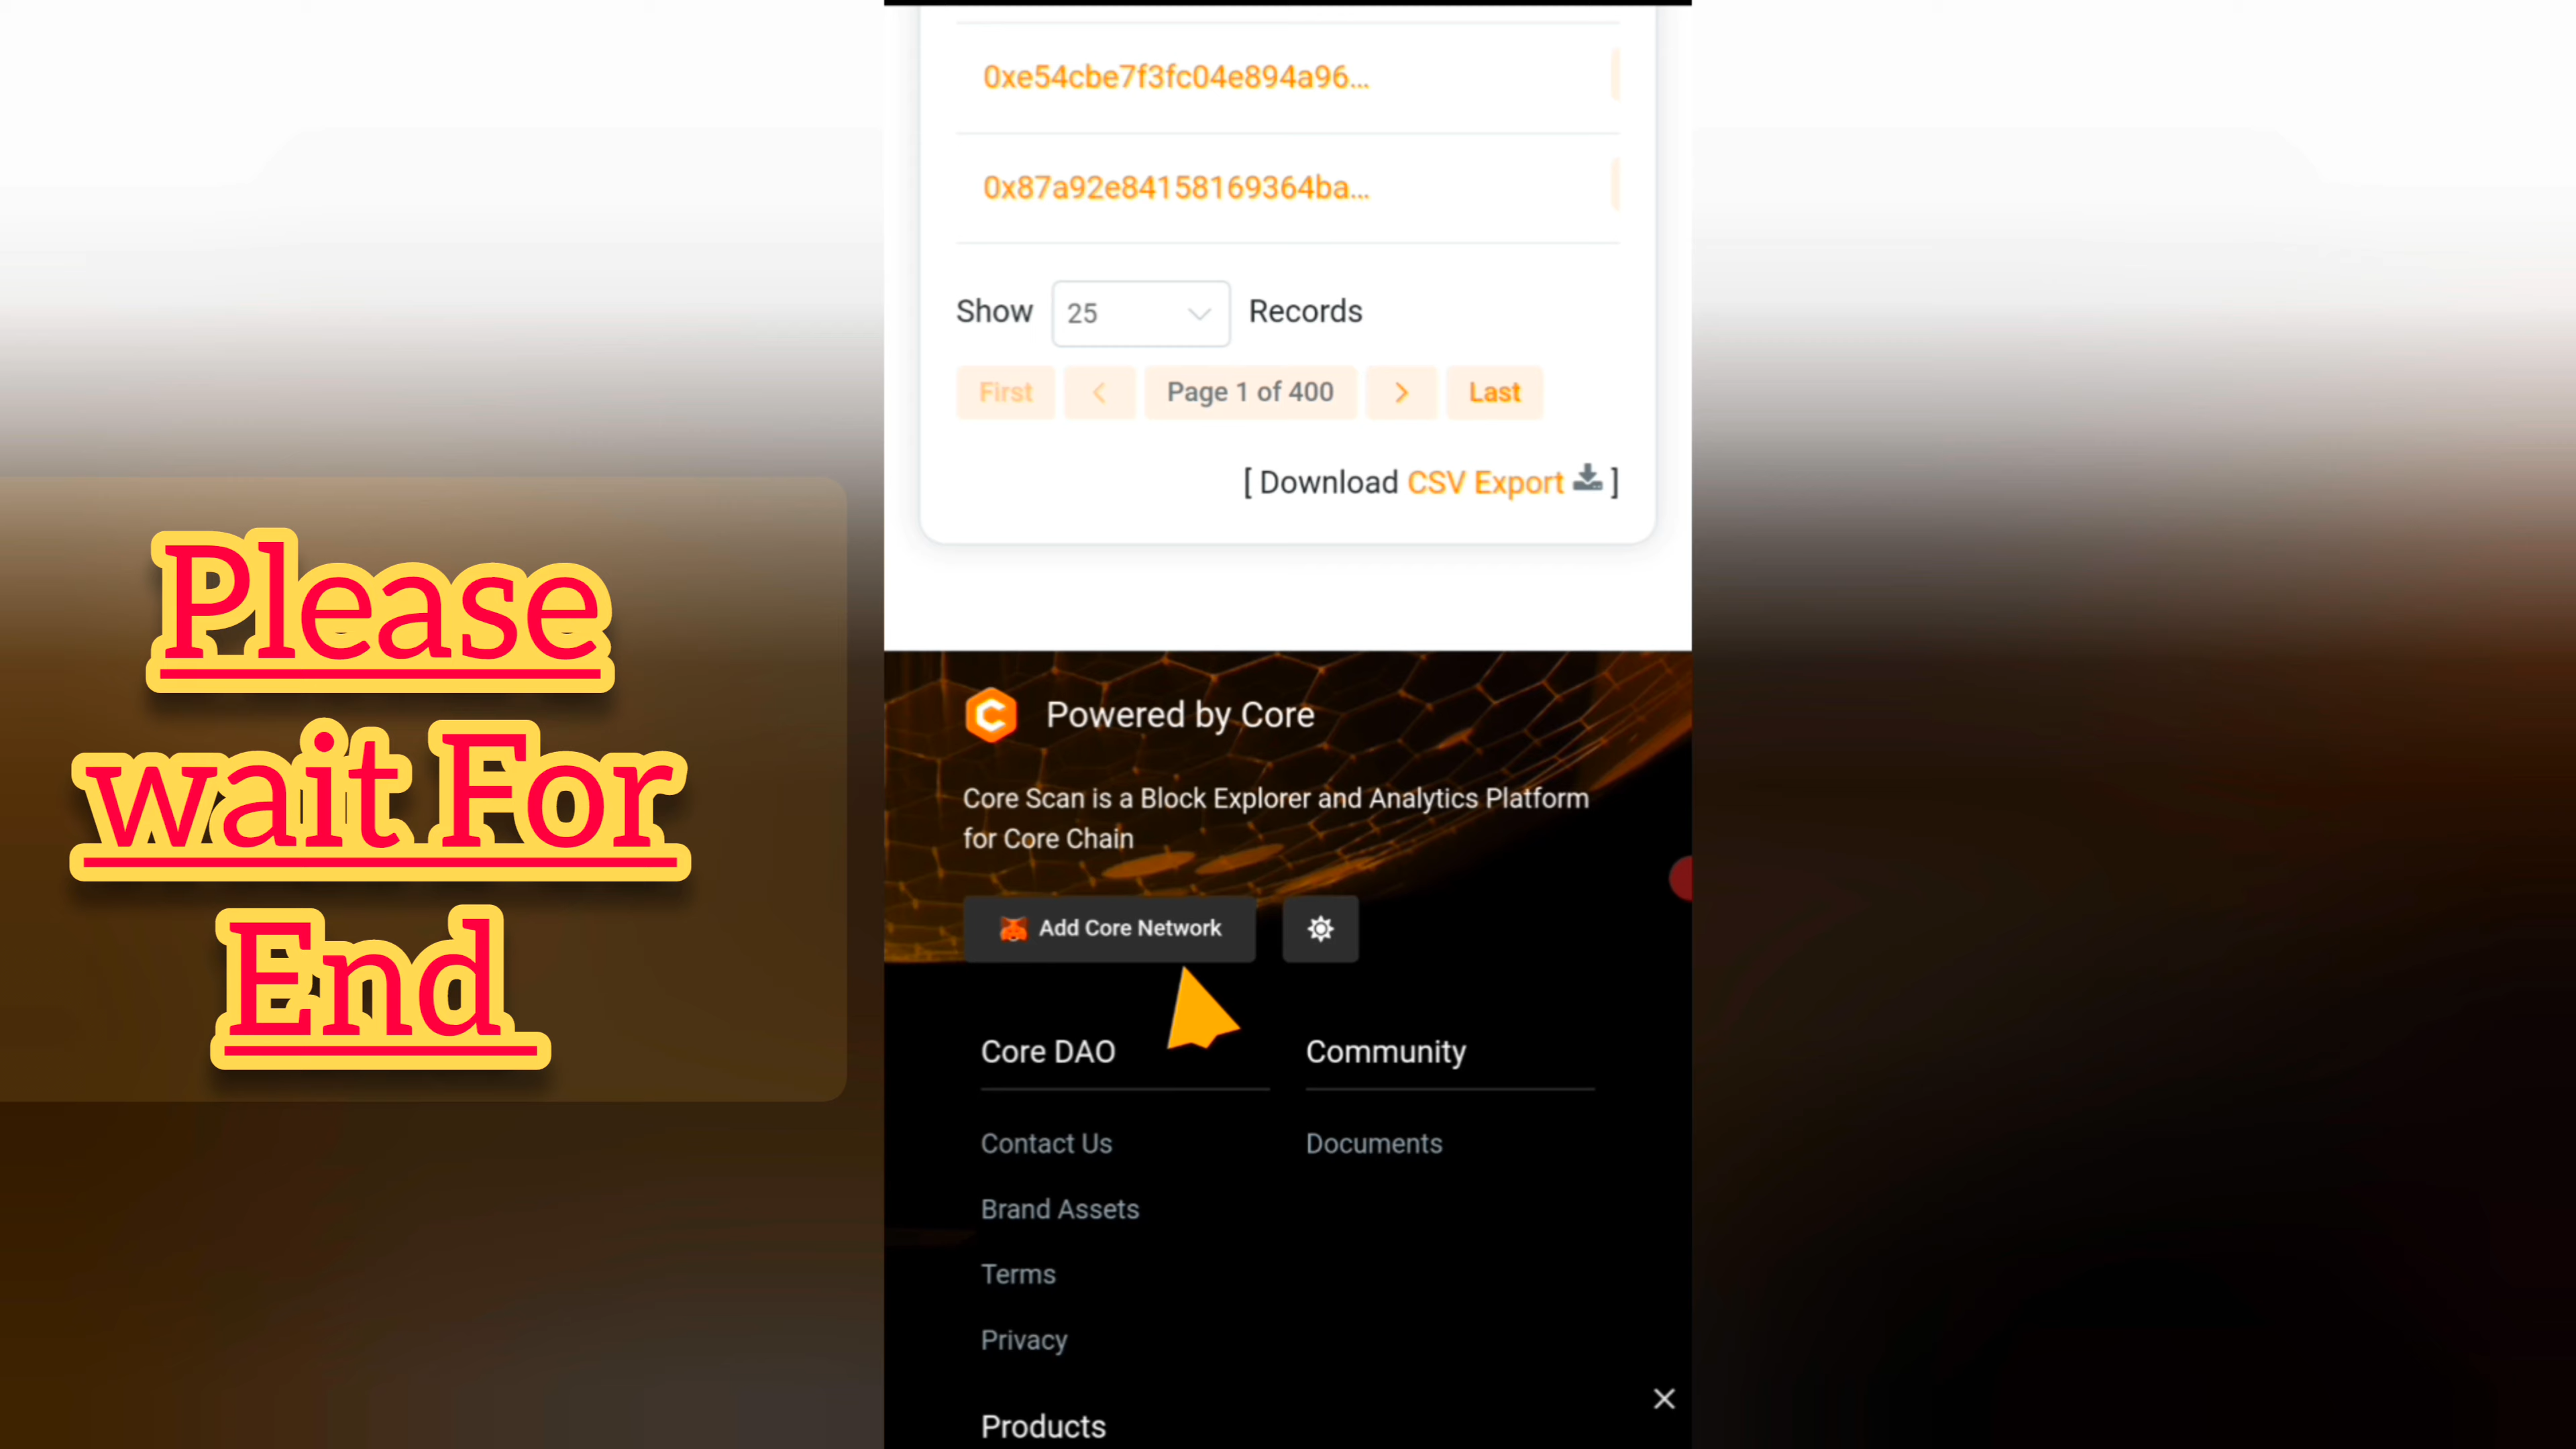 Please
wait For
End
0xe54cbe7f3fc04e894a96...
0x87a92e84158169364ba...
Show 25 Records
First < Page 1 of 400 > Last
[ Download CSV Export ]
Powered by Core
Core Scan is a Block Explorer and Analytics Platform
for Core Chain
Add Core Network
Core DAO Community
Contact Us Documents
Brand Assets
Terms
Privacy
Products